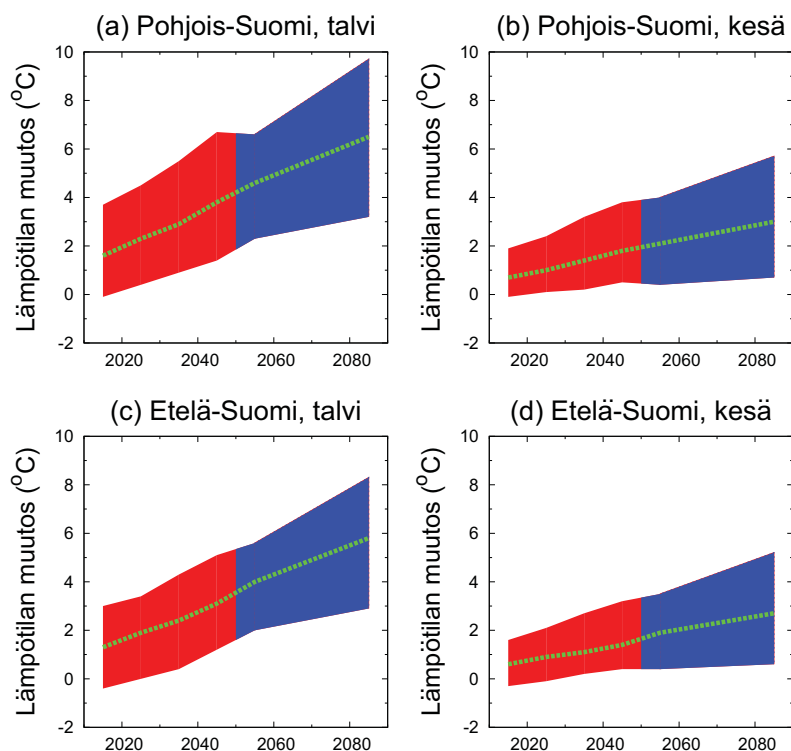 (a) Pohjois-Suomi, talvi
(b) Pohjois-Suomi, kesä
Lämpötilan muutos (°C)
10
8
6
4
2
0
-2
2020 2040 2060 2080
Lämpötilan muutos (°C)
10
8
6
4
2
0
-2
2020 2040 2060 2080
(c) Etelä-Suomi, talvi
(d) Etelä-Suomi, kesä
Lämpötilan muutos (°C)
10
8
6
4
2
0
-2
2020 2040 2060 2080
Lämpötilan muutos (°C)
10
8
6
4
2
0
-2
2020 2040 2060 2080